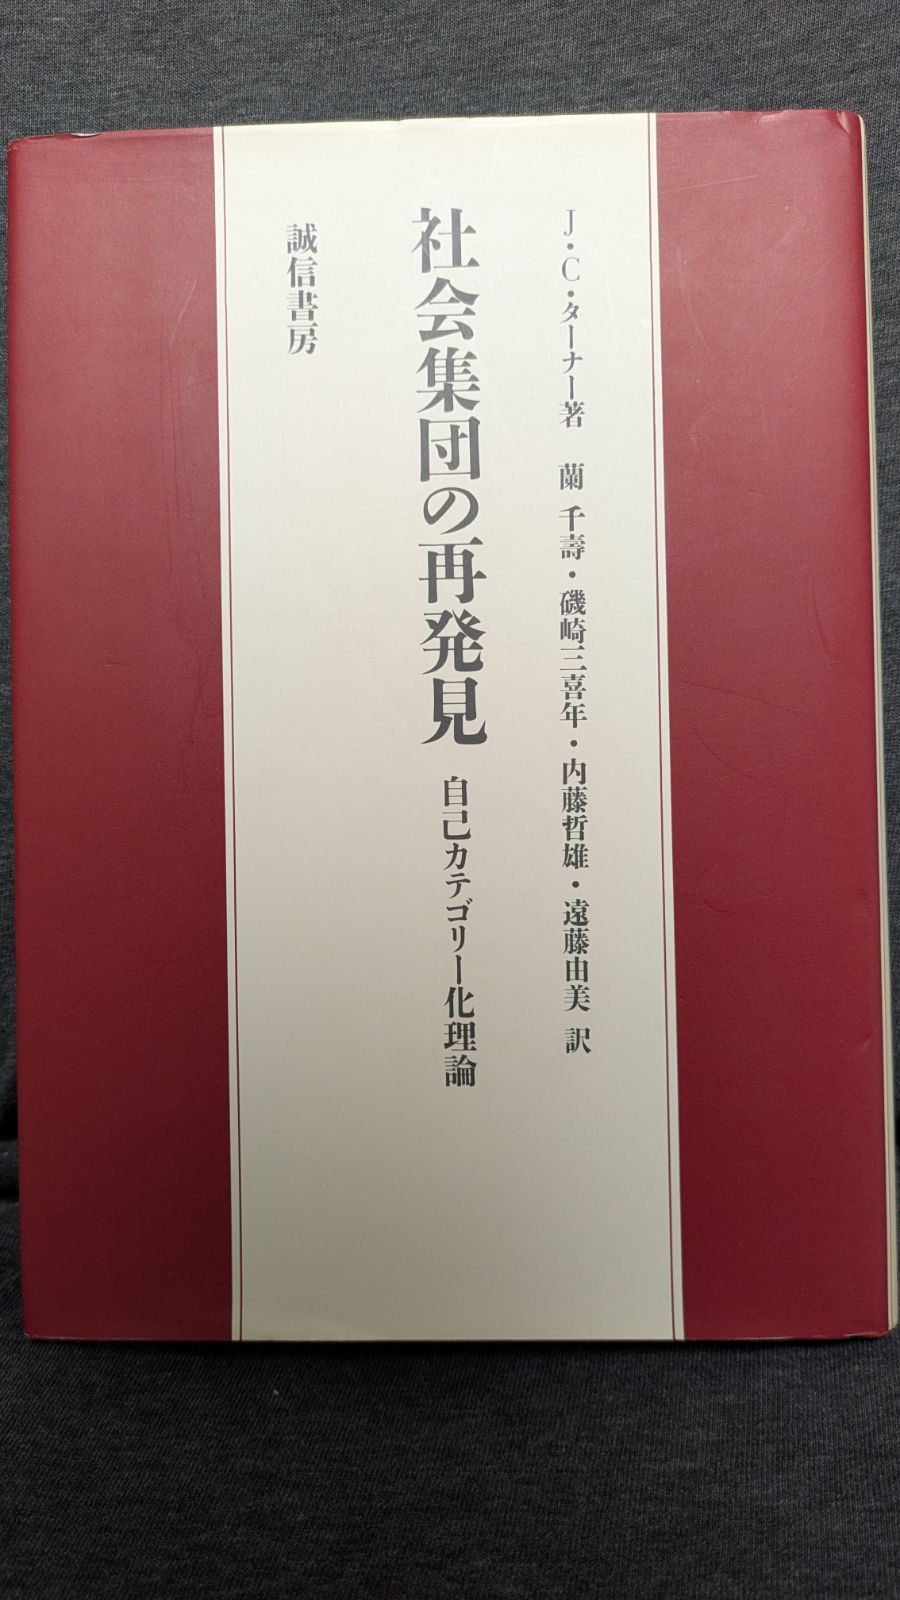 J・C・ターナー著 蘭 千壽・磯崎三喜年・内藤哲雄・遠藤由美 訳
社会集団の再発見 自己カテゴリー化理論
誠信書房